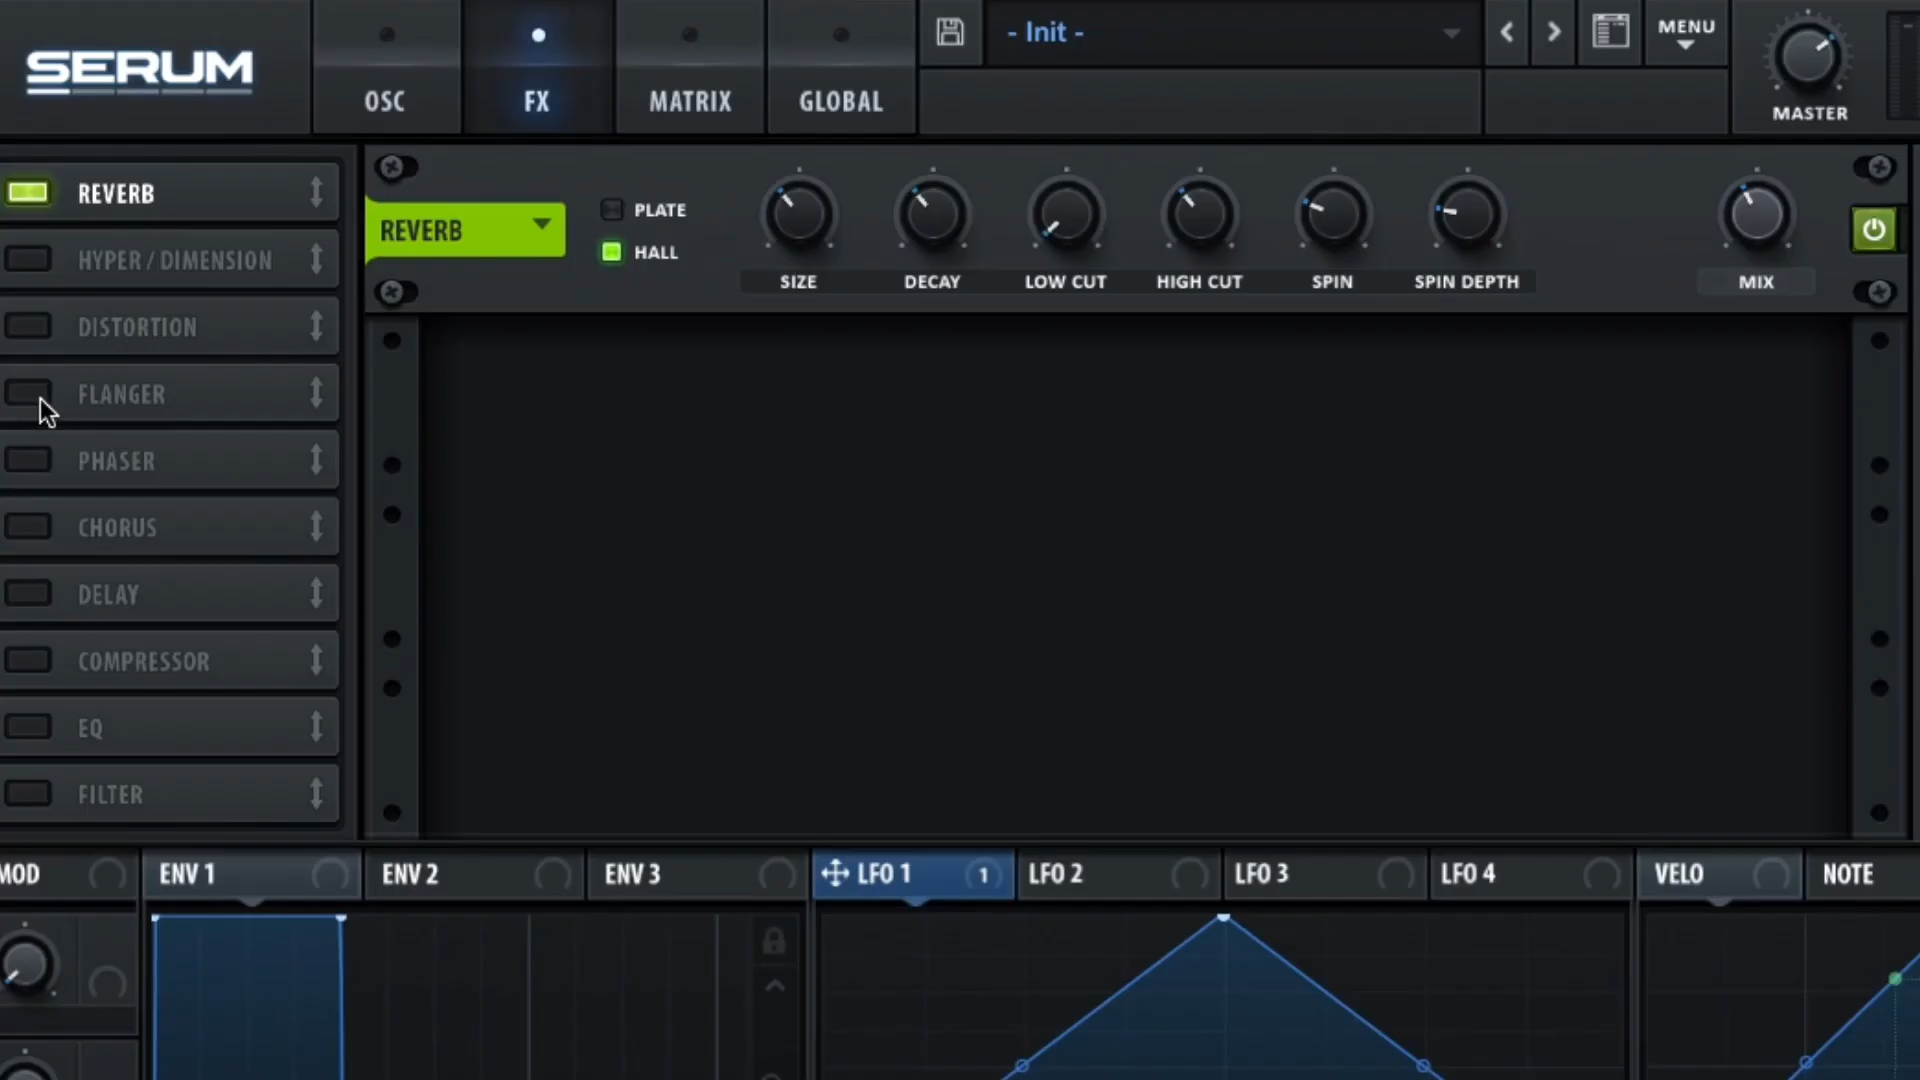 SERUM
OSC
FX
MATRIX
GLOBAL
- Init -
MENU
MASTER
REVERB
HYPER / DIMENSION
DISTORTION
FLANGER
PHASER
CHORUS
DELAY
COMPRESSOR
EQ
FILTER
REVERB
PLATE
HALL
SIZE
DECAY
LOW CUT
HIGH CUT
SPIN
SPIN DEPTH
MIX
MOD
ENV 1
ENV 2
ENV 3
LFO 1
1
LFO 2
LFO 3
LFO 4
VELO
NOTE